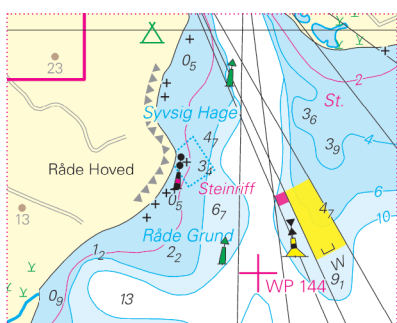 0₅
23
2
St.
Syvsig Hage
3₆
4₇
4
3₉
3₄
Råde Hoved
Steinriff
6
0₅
6₇
4₇
13
10
Råde Grund
1₂
2₂
W
9₁
WP 144
0₉
13